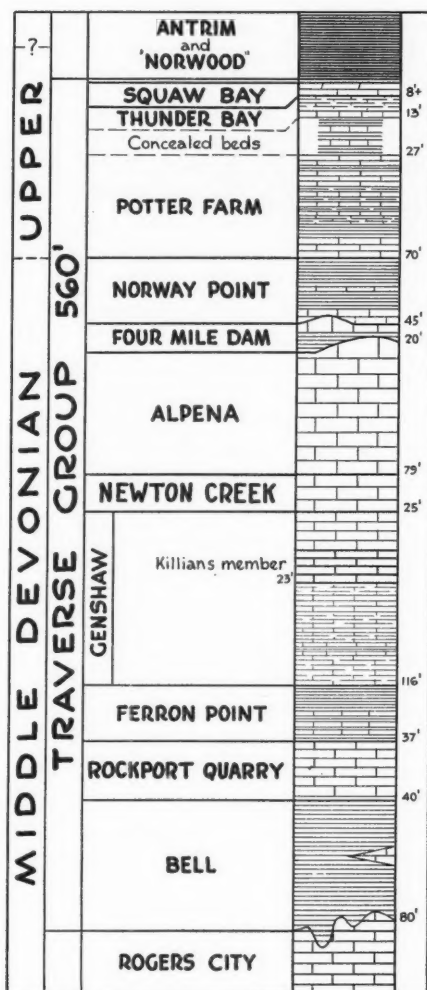 -?-
UPPER
MIDDLE DEVONIAN
TRAVERSE GROUP 560'
ANTRIM
and
"NORWOOD"
SQUAW BAY
8'+
THUNDER BAY
13'
Concealed beds
27'
POTTER FARM
70'
NORWAY POINT
45'
FOUR MILE DAM
20'
ALPENA
79'
NEWTON CREEK
25'
GENSHAW
Killians member
23'
116'
FERRON POINT
37'
ROCKPORT QUARRY
40'
BELL
80'
ROGERS CITY